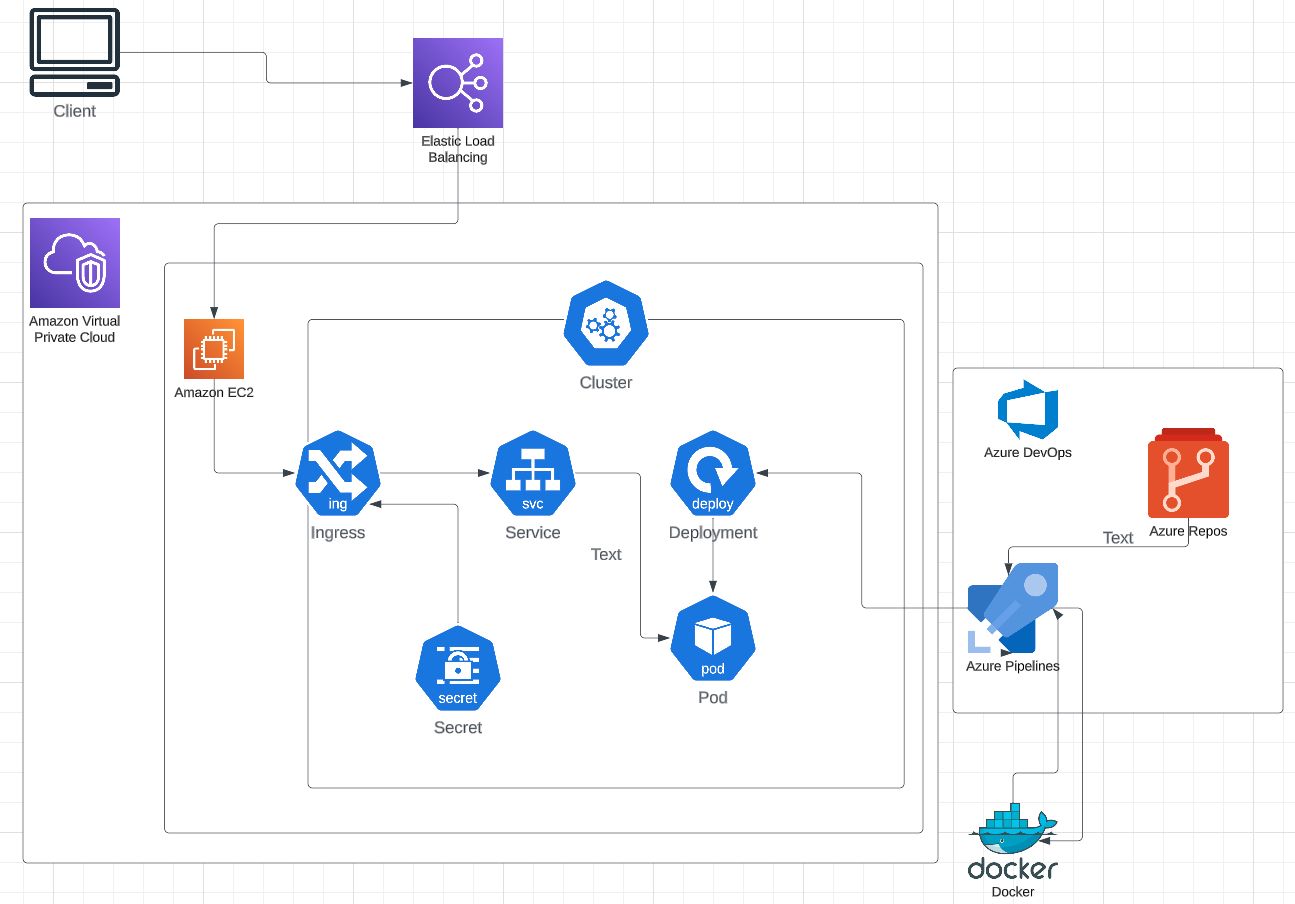 Client
Elastic Load
Balancing
Amazon Virtual
Private Cloud
Amazon EC2
Cluster
ing
Ingress
svc
Service
deploy
Deployment
Text
secret
Secret
pod
Pod
Azure DevOps
Azure Repos
Text
Azure Pipelines
docker
Docker